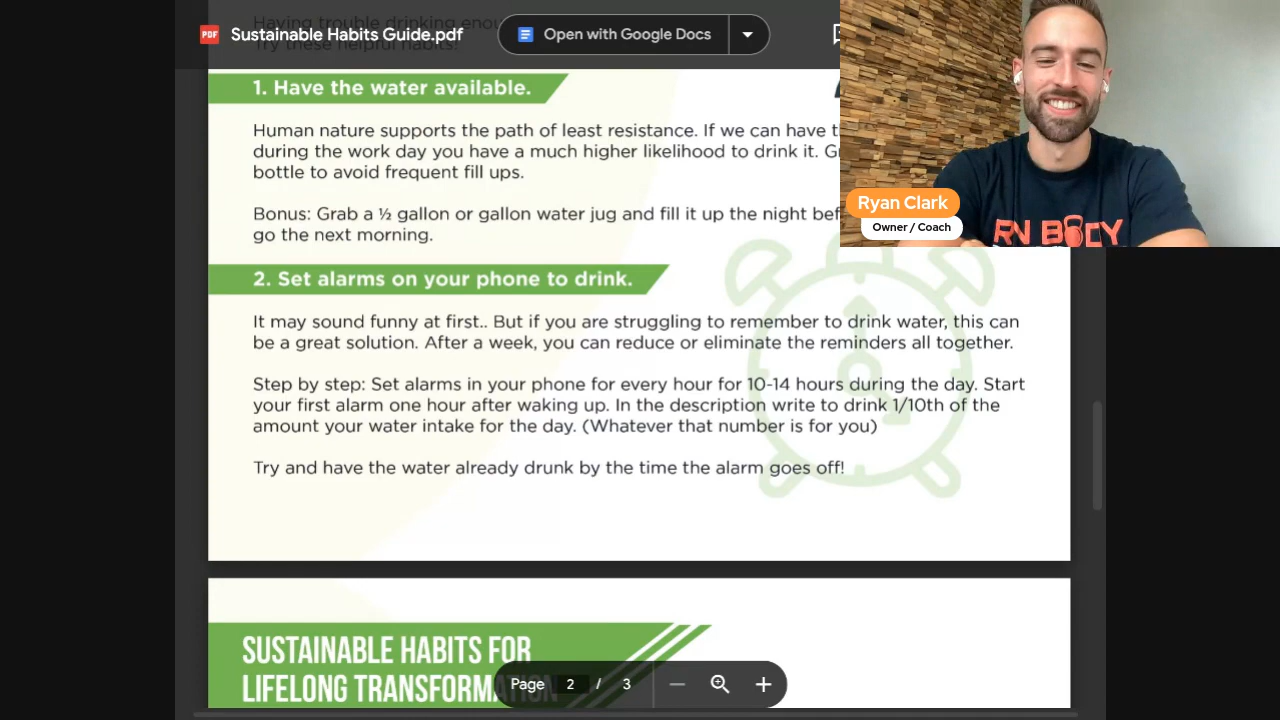 Having trouble drinking enou
Try these helpful habits!
PDF
Sustainable Habits Guide.pdf
Open with Google Docs
1. Have the water available.
Human nature supports the path of least resistance. If we can have t
during the work day you have a much higher likelihood to drink it. G
bottle to avoid frequent fill ups.
Bonus: Grab a ½ gallon or gallon water jug and fill it up the night bef
go the next morning.
Ryan Clark
Owner / Coach
RN B DY
2. Set alarms on your phone to drink.
It may sound funny at first.. But if you are struggling to remember to drink water, this can
be a great solution. After a week, you can reduce or eliminate the reminders all together.
Step by step: Set alarms in your phone for every hour for 10-14 hours during the day. Start
your first alarm one hour after waking up. In the description write to drink 1/10th of the
amount your water intake for the day. (Whatever that number is for you)
Try and have the water already drunk by the time the alarm goes off!
SUSTAINABLE HABITS FOR
LIFELONG TRANSFORMATION
Page 2 / 3